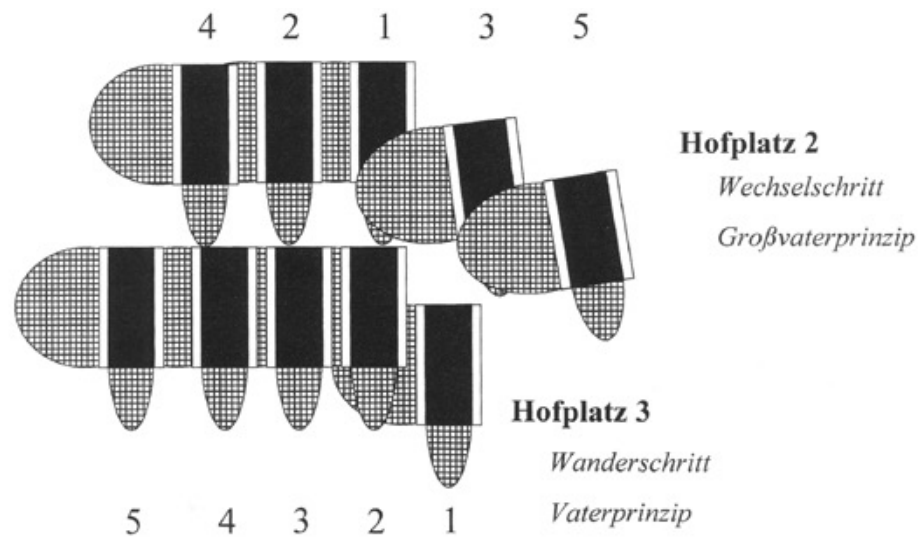 4 2 1 3 5
Hofplatz 2
Wechselschritt
Großvaterprinzip
Hofplatz 3
Wanderschritt
Vaterprinzip
5 4 3 2 1